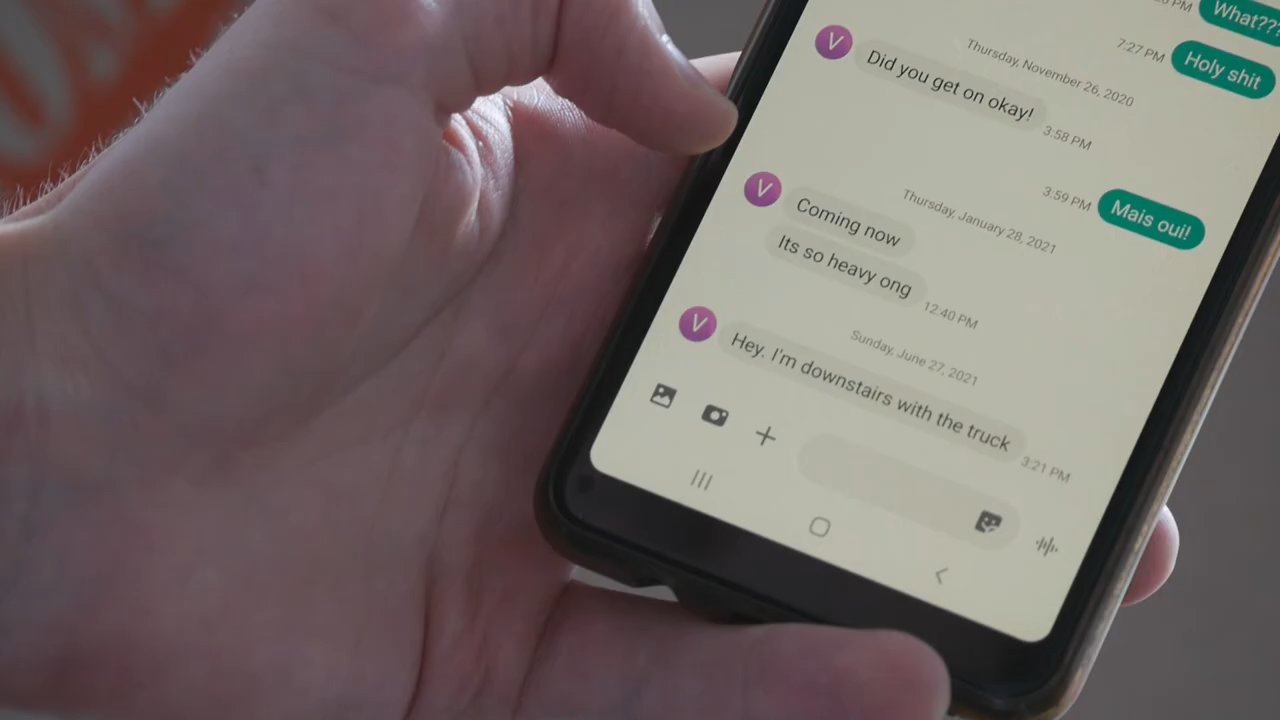 What???
7:27 PM
Holy shit
Thursday, November 26, 2020
V
Did you get on okay!
3:58 PM
3:59 PM
Mais oui!
Thursday, January 28, 2021
V
Coming now
Its so heavy ong
12:40 PM
Sunday, June 27, 2021
V
Hey. I'm downstairs with the truck
3:21 PM